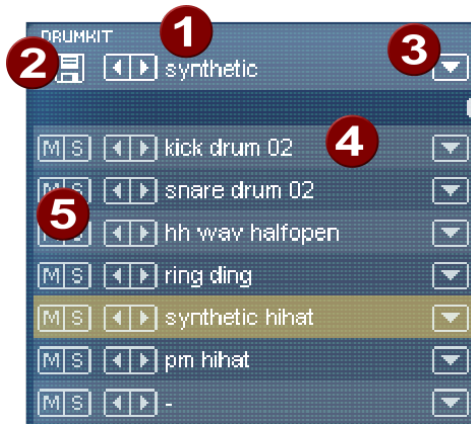 DRUMKIT
1
2
3
synthetic
4
M S kick drum 02
M S snare drum 02
5
M S hh wav halfopen
M S ring ding
M S synthetic hihat
M S pm hihat
M S -